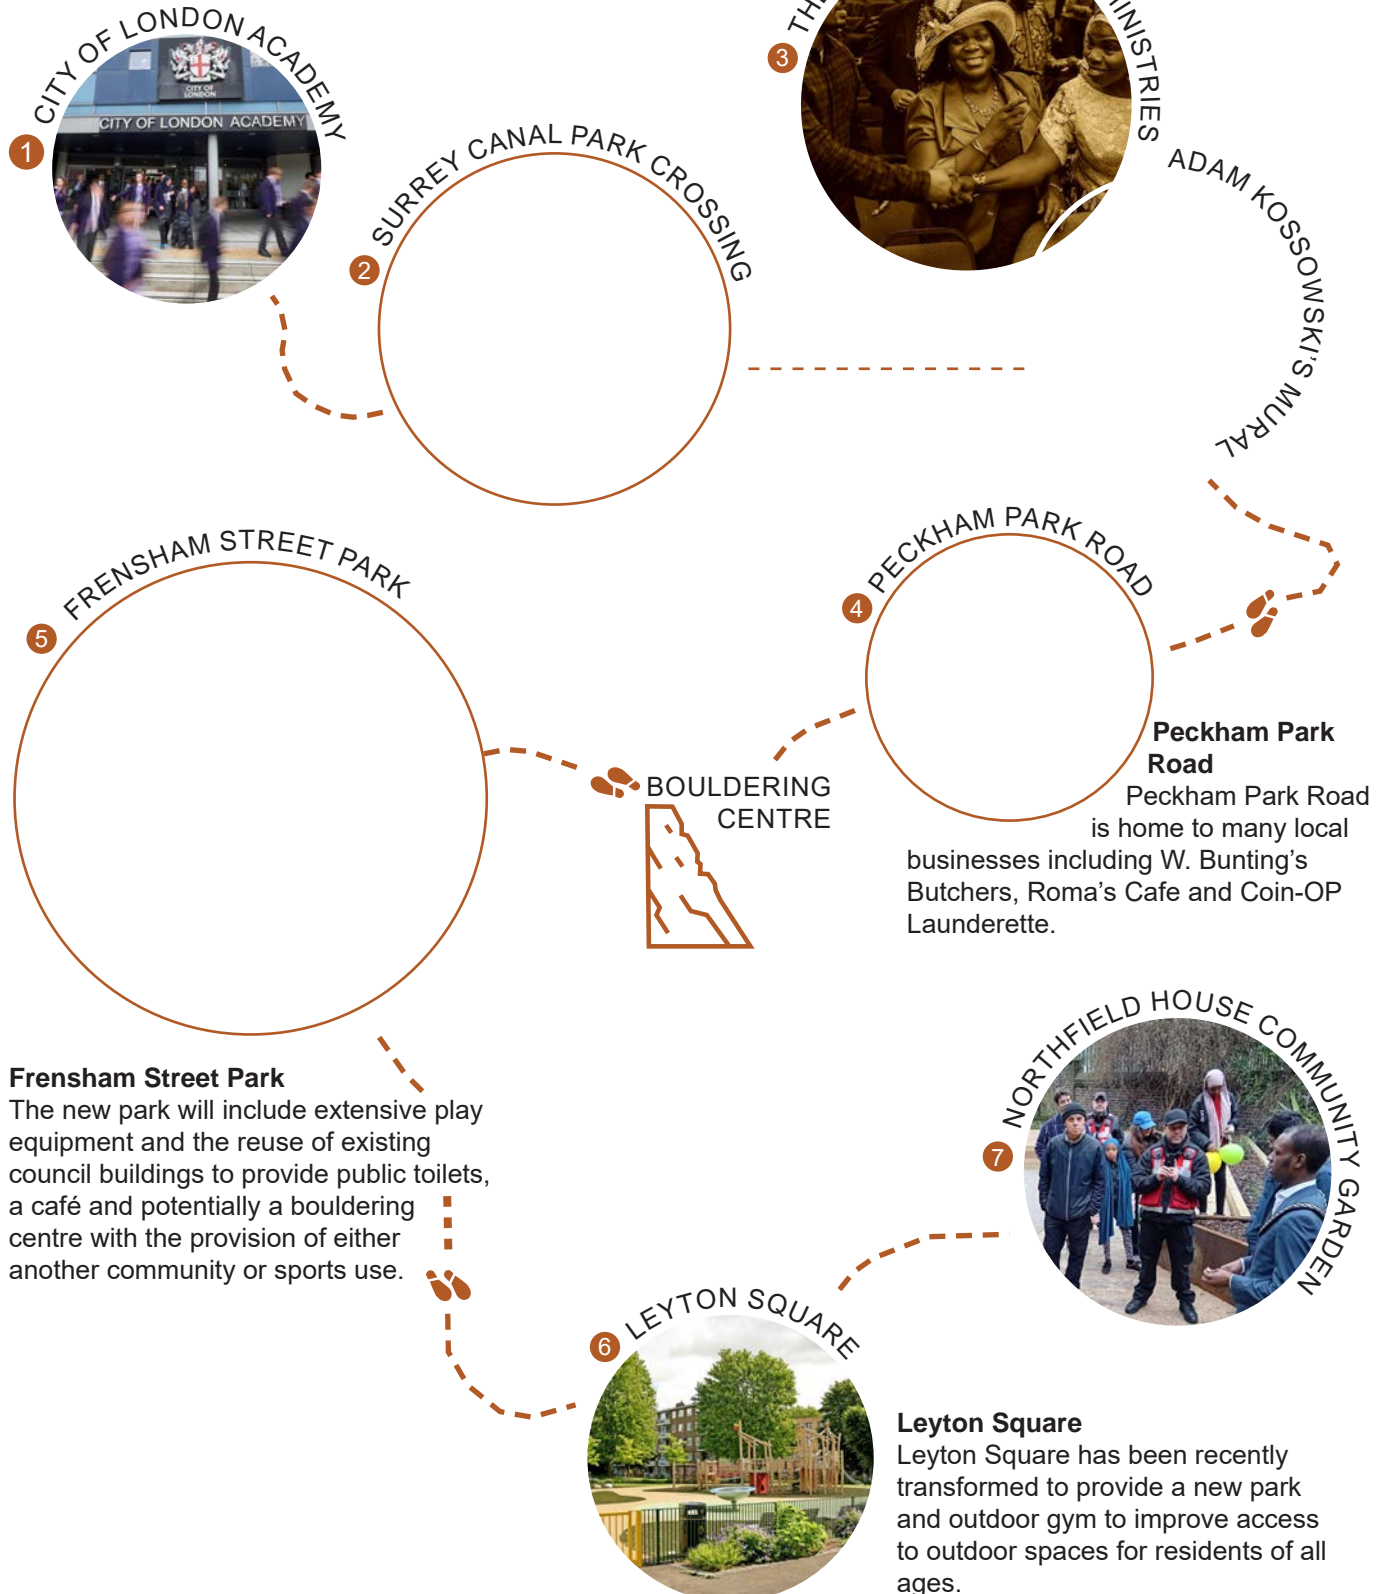 1
CITY OF LONDON ACADEMY
CITY OF
LONDON
CITY OF LONDON ACADEMY
2
SURREY CANAL PARK CROSSING
3
MINISTRIES
ADAM KOSSOWSKI'S MURAL
4
PECKHAM PARK ROAD
Peckham Park
Road
Peckham Park Road
is home to many local
businesses including W. Bunting’s
Butchers, Roma’s Cafe and Coin-OP
Launderette.
BOULDERING
CENTRE
5
FRENSHAM STREET PARK
Frensham Street Park
The new park will include extensive play
equipment and the reuse of existing
council buildings to provide public toilets,
a café and potentially a bouldering
centre with the provision of either
another community or sports use.
6
LEYTON SQUARE
Leyton Square
Leyton Square has been recently
transformed to provide a new park
and outdoor gym to improve access
to outdoor spaces for residents of all
ages.
7
NORTHFIELD HOUSE COMMUNITY GARDEN